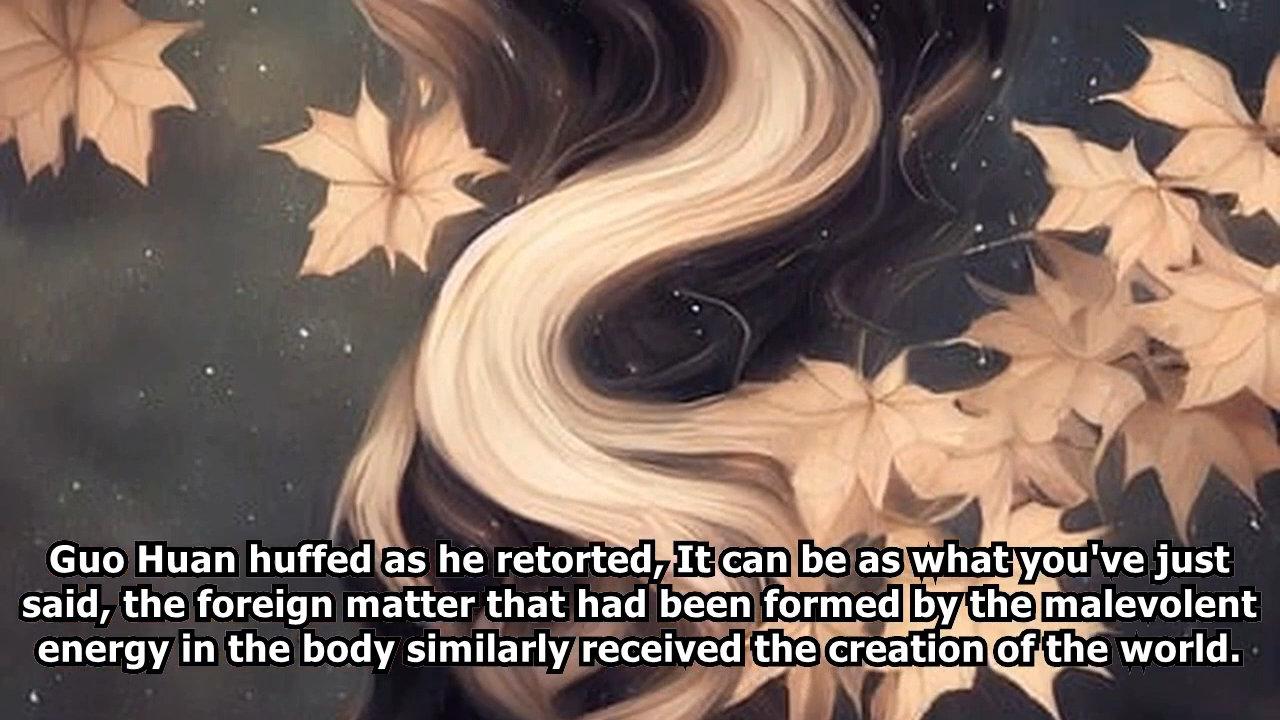 Guo Huan huffed as he retorted, It can be as what you've just
said, the foreign matter that had been formed by the malevolent
energy in the body similarly received the creation of the world.